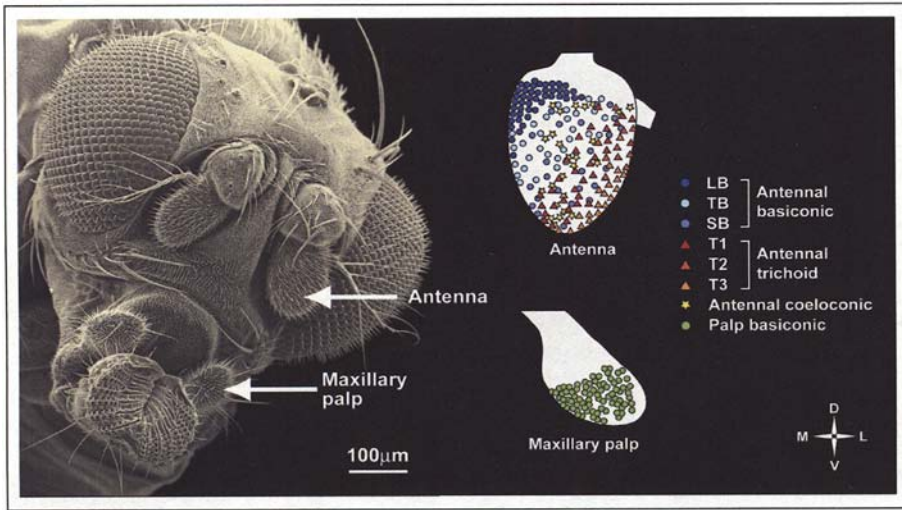 Antenna
Maxillary
palp
100µm
Antenna
Maxillary palp
LB
TB
SB
Antennal
basiconic
T1
T2
T3
Antennal
trichoid
Antennal coeloconic
Palp basiconic
D
M
L
V